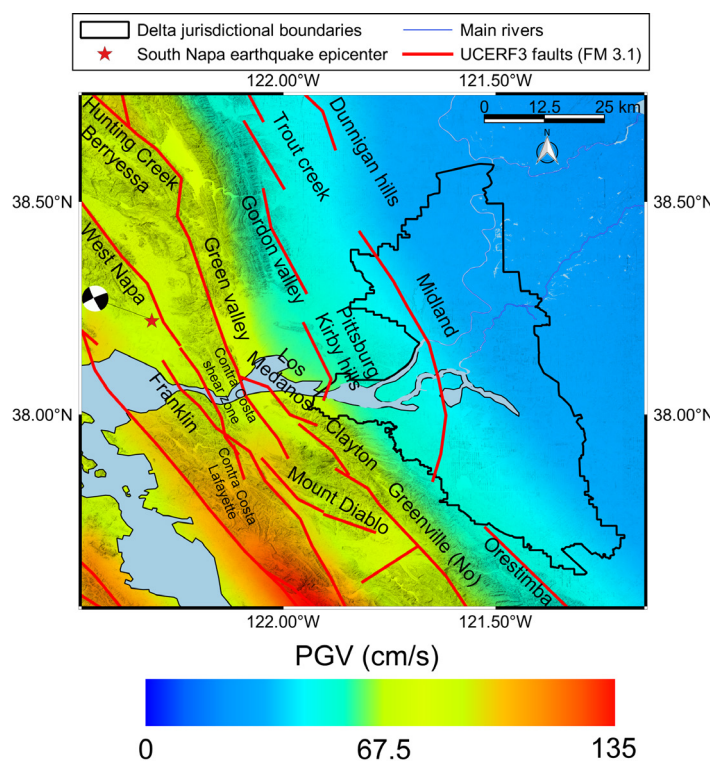 Delta jurisdictional boundaries
Main rivers
South Napa earthquake epicenter
UCERF3 faults (FM 3.1)
122.00°W
121.50°W
0 12.5 25 km
N
Hunting Creek
Berryessa
Trout creek
Dunnigan hills
38.50°N
38.50°N
West Napa
Green valley
Gordon valley
Midland
Pittsburg
Kirby hills
Los
Medanos
Contra Costa
shear zone
Franklin
38.00°N
38.00°N
Clayton
Contra Costa
Lafayette
Mount Diablo
Greenville (No)
Orestimba
122.00°W
121.50°W
PGV (cm/s)
0
67.5
135